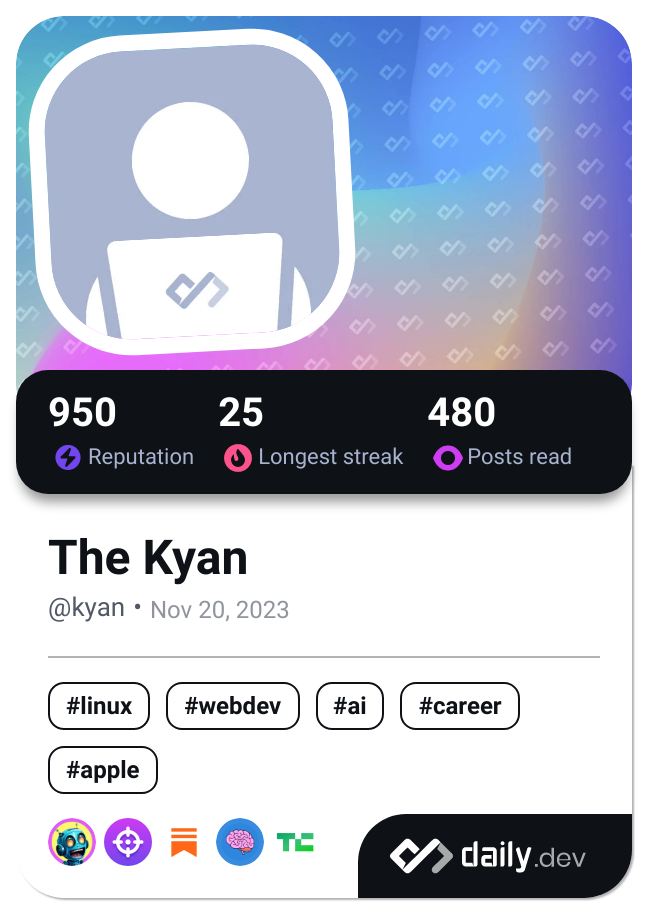 950 25 480
Reputation Longest streak Posts read
The Kyan
@kyan • Nov 20, 2023
#linux #webdev #ai #career
#apple
TC
daily.dev